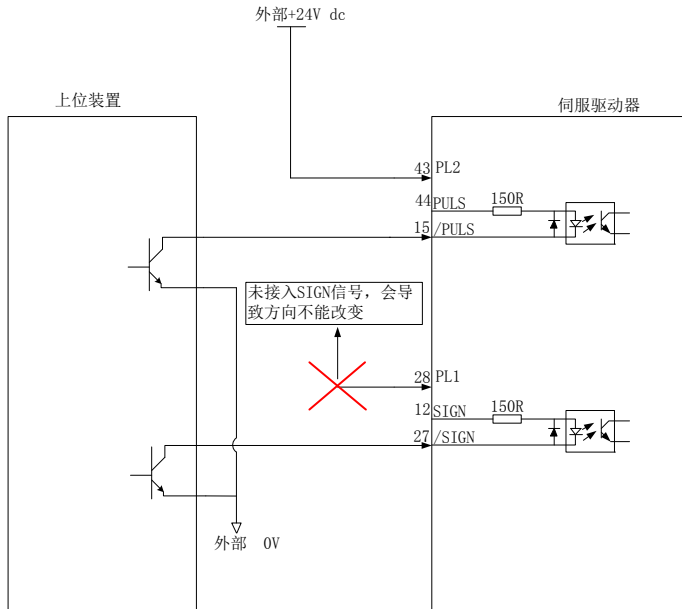 外部+24V dc
上位装置
伺服驱动器
43 PL2
44 PULS 150R
15 /PULS
未接入SIGN信号，会导
致方向不能改变
28 PL1
12 SIGN 150R
27 /SIGN
外部 0V